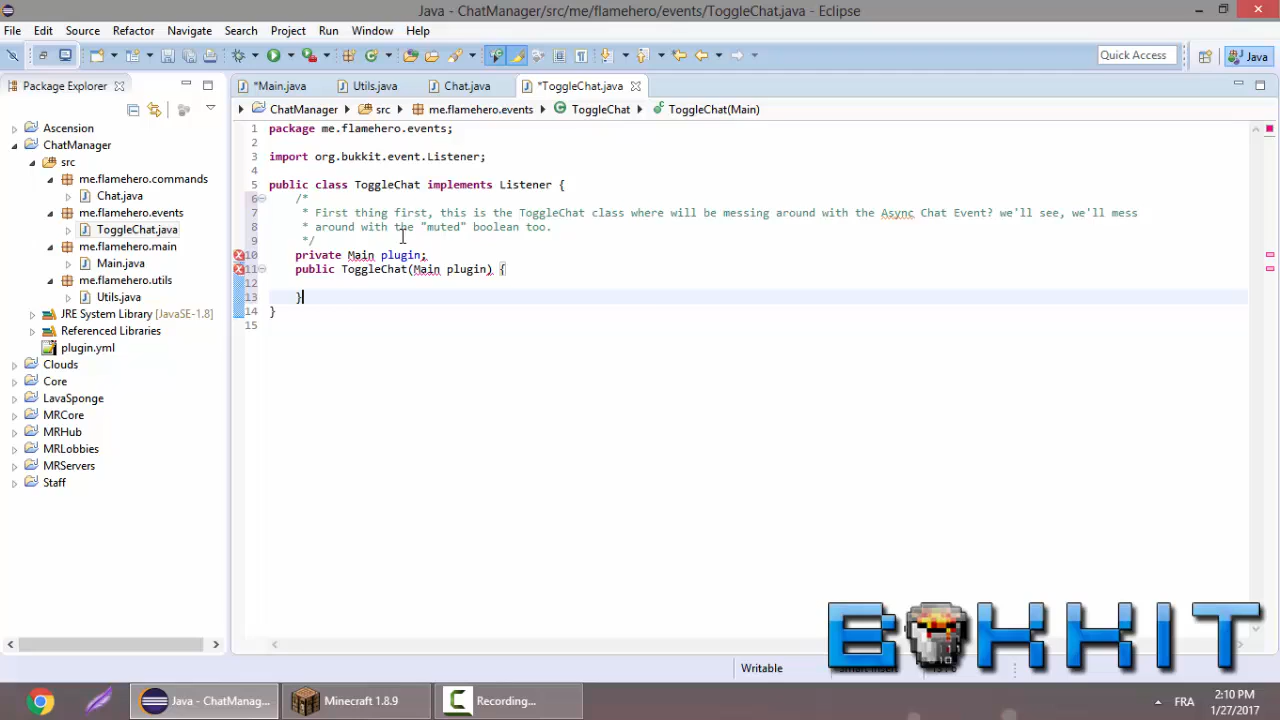 Java - ChatManager/src/me/flamehero/events/ToggleChat.java - Eclipse
File Edit Source Refactor Navigate Search Project Run Window Help
Quick Access
Java
Package Explorer
*Main.java Utils.java Chat.java *ToggleChat.java
ChatManager src me.flamehero.events ToggleChat ToggleChat(Main)
Ascension
ChatManager
src
me.flamehero.commands
Chat.java
me.flamehero.events
ToggleChat.java
me.flamehero.main
Main.java
me.flamehero.utils
Utils.java
JRE System Library [JavaSE-1.8]
Referenced Libraries
plugin.yml
Clouds
Core
LavaSponge
MRCore
MRHub
MRLobbies
MRServers
Staff
1 package me.flamehero.events;
2
3 import org.bukkit.event.Listener;
4
5 public class ToggleChat implements Listener {
6 /*
7 * First thing first, this is the ToggleChat class where will be messing around with the Async Chat Event? we'll see, we'll mess
8 * around with the "muted" boolean too.
9 */
10 private Main plugin;
11 public ToggleChat(Main plugin) {
12
13 }
14 }
15
BUKKIT
Writable
Java - ChatManag... Minecraft 1.8.9 Recording...
FRA
2:10 PM
1/27/2017